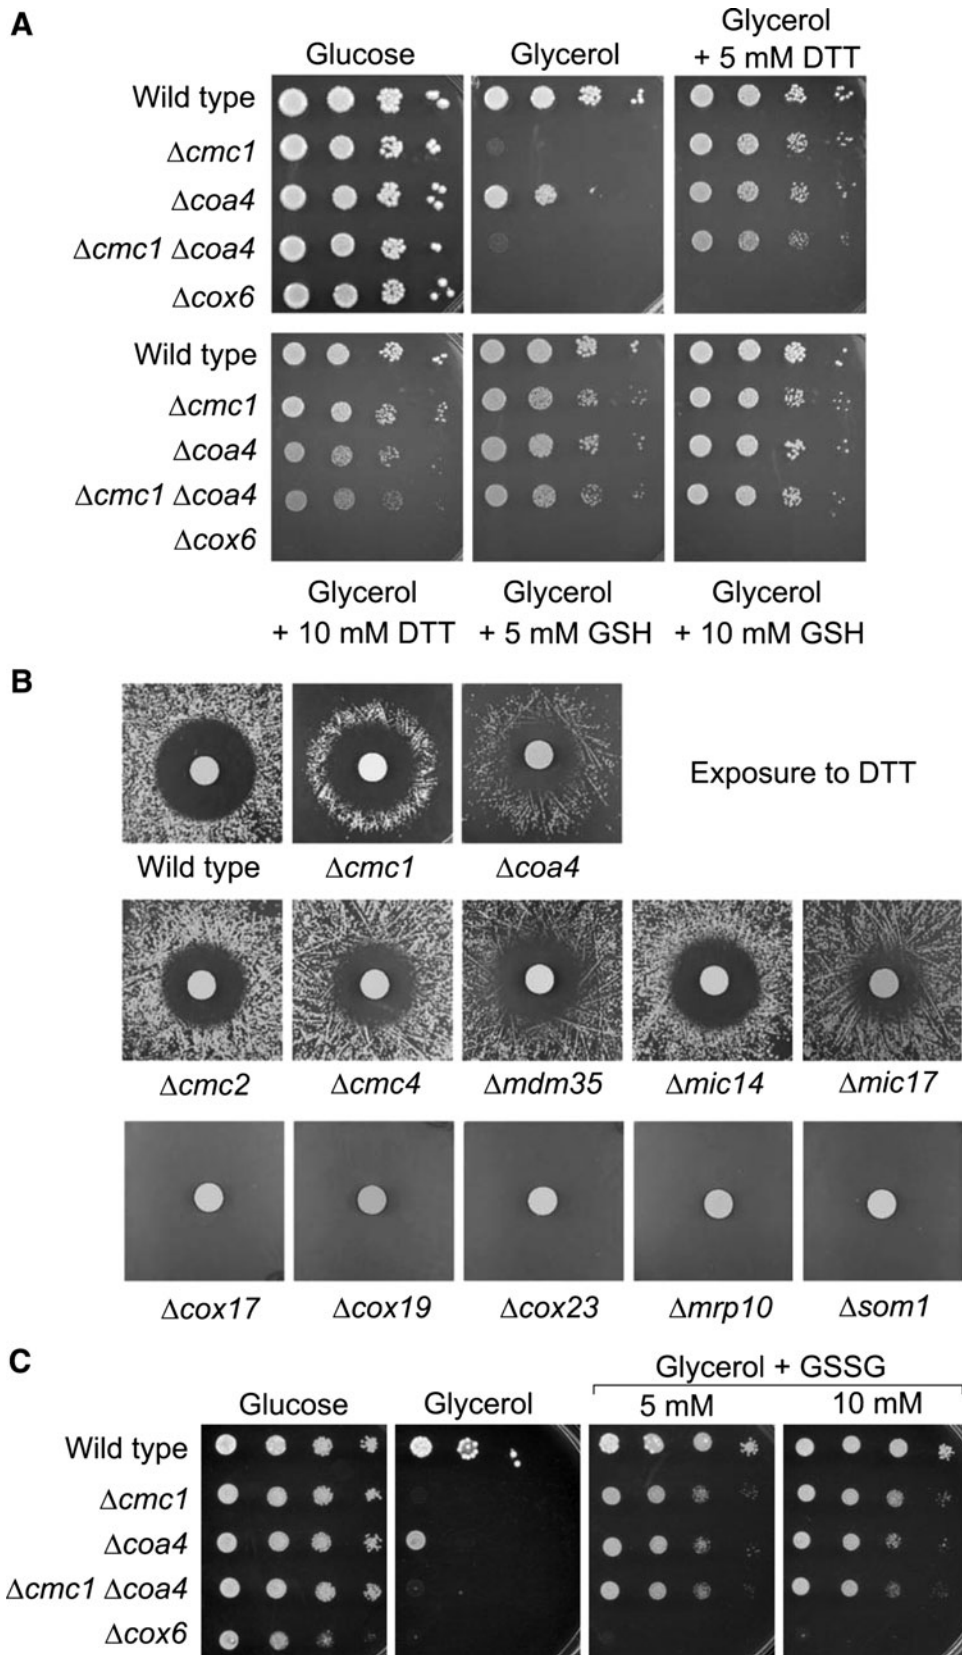 A
Glucose
Glycerol
Glycerol
+ 5 mM DTT
Wild type
Δcmc1
Δcoa4
Δcmc1 Δcoa4
Δcox6
Wild type
Δcmc1
Δcoa4
Δcmc1 Δcoa4
Δcox6
Glycerol
+ 10 mM DTT
Glycerol
+ 5 mM GSH
Glycerol
+ 10 mM GSH
B
Exposure to DTT
Wild type
Δcmc1
Δcoa4
Δcmc2
Δcmc4
Δmdm35
Δmic14
Δmic17
Δcox17
Δcox19
Δcox23
Δmrp10
Δsom1
C
Glycerol + GSSG
Glucose
Glycerol
5 mM
10 mM
Wild type
Δcmc1
Δcoa4
Δcmc1 Δcoa4
Δcox6